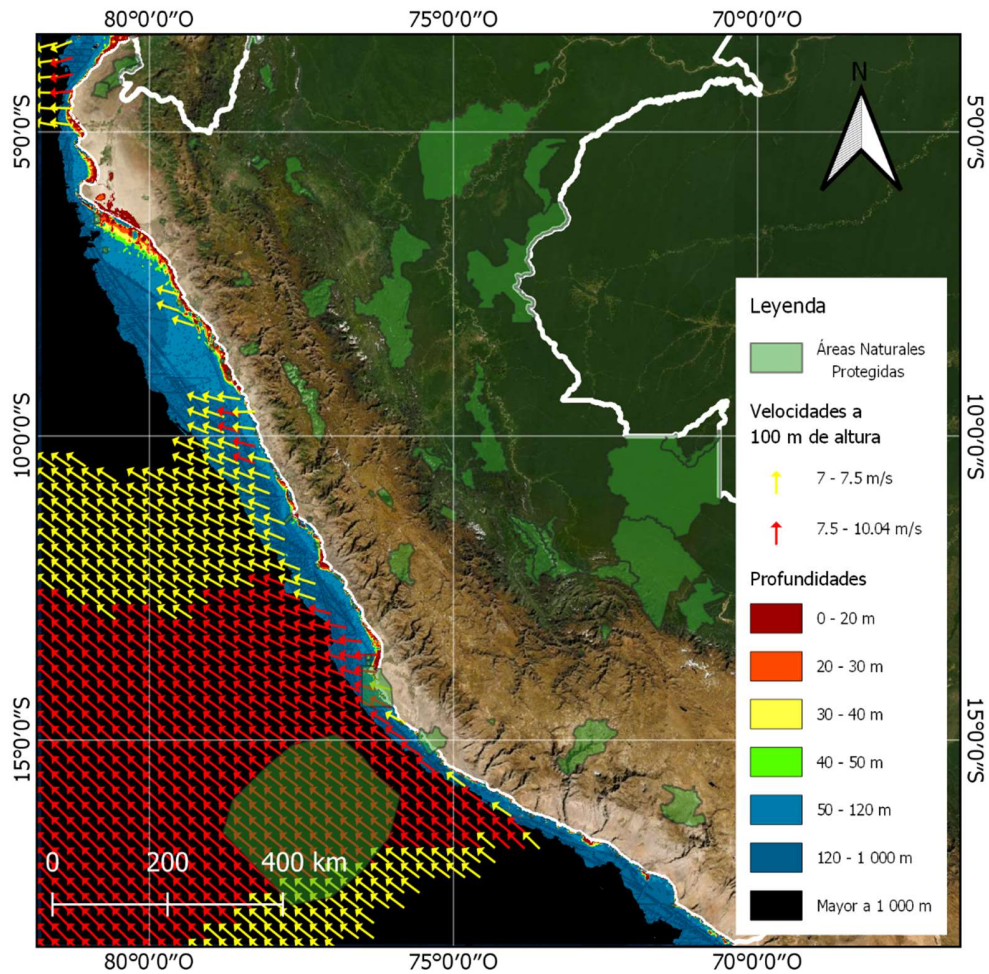 80°0'0"S 75°0'0"S 70°0'0"S
N
5°0'0"S 5°0'0"S
Leyenda
Áreas Naturales
Protegidas
Velocidades a
100 m de altura
7 - 7.5 m/s
7.5 - 10.04 m/s
10°0'0"S 10°0'0"S
Profundidades
0 - 20 m
20 - 30 m
30 - 40 m
40 - 50 m
50 - 120 m
120 - 1 000 m
Mayor a 1 000 m
15°0'0"S 15°0'0"S
0 200 400 km
80°0'0"O 75°0'0"O 70°0'0"O